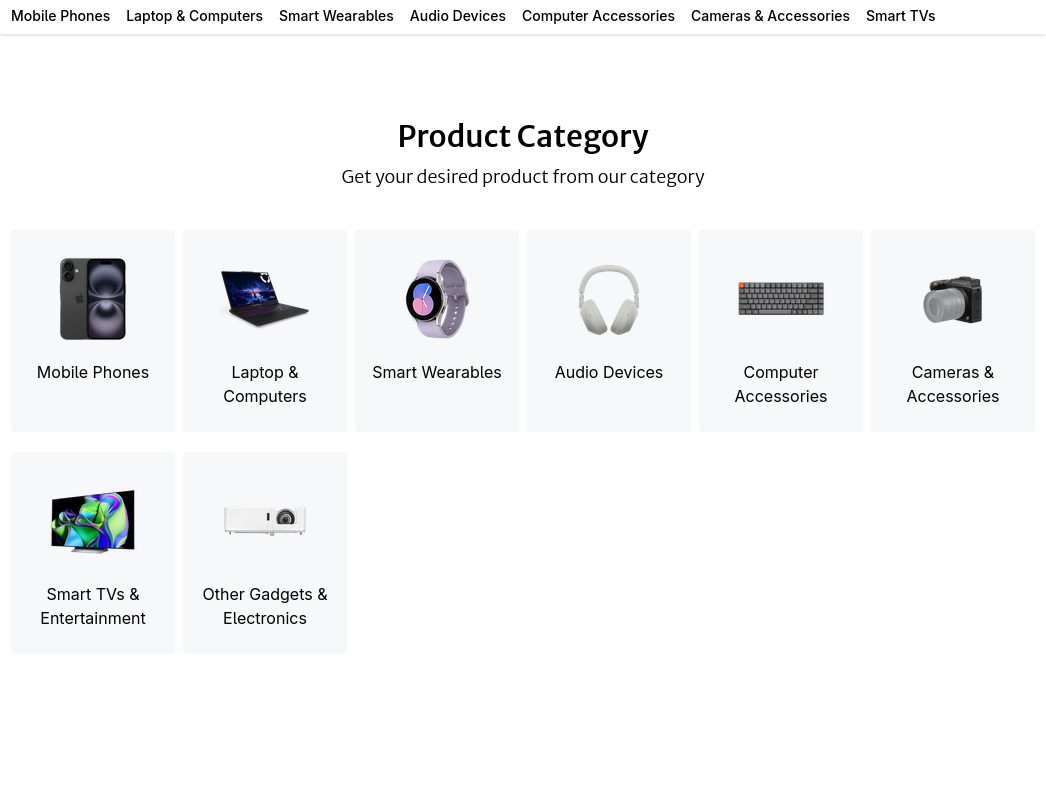 Mobile Phones Laptop & Computers Smart Wearables Audio Devices Computer Accessories Cameras & Accessories Smart TVs
Product Category
Get your desired product from our category
Mobile Phones
Laptop &
Computers
Smart Wearables
Audio Devices
Computer
Accessories
Cameras &
Accessories
Smart TVs &
Entertainment
Other Gadgets &
Electronics